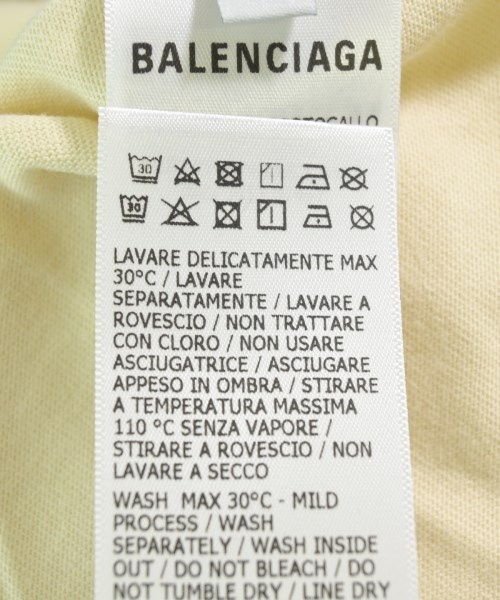 BALENCIAGA
30
30
LAVARE DELICATAMENTE MAX
30°C / LAVARE
SEPARATAMENTE / LAVARE A
ROVESCIO / NON TRATTARE
CON CLORO / NON USARE
ASCIUGATRICE / ASCIUGARE
APPESO IN OMBRA / STIRARE
A TEMPERATURA MASSIMA
110 °C SENZA VAPORE /
STIRARE A ROVESCIO / NON
LAVARE A SECCO
WASH MAX 30°C - MILD
PROCESS / WASH
SEPARATELY / WASH INSIDE
OUT / DO NOT BLEACH / DO
NOT TUMBLE DRY / LINE DRY